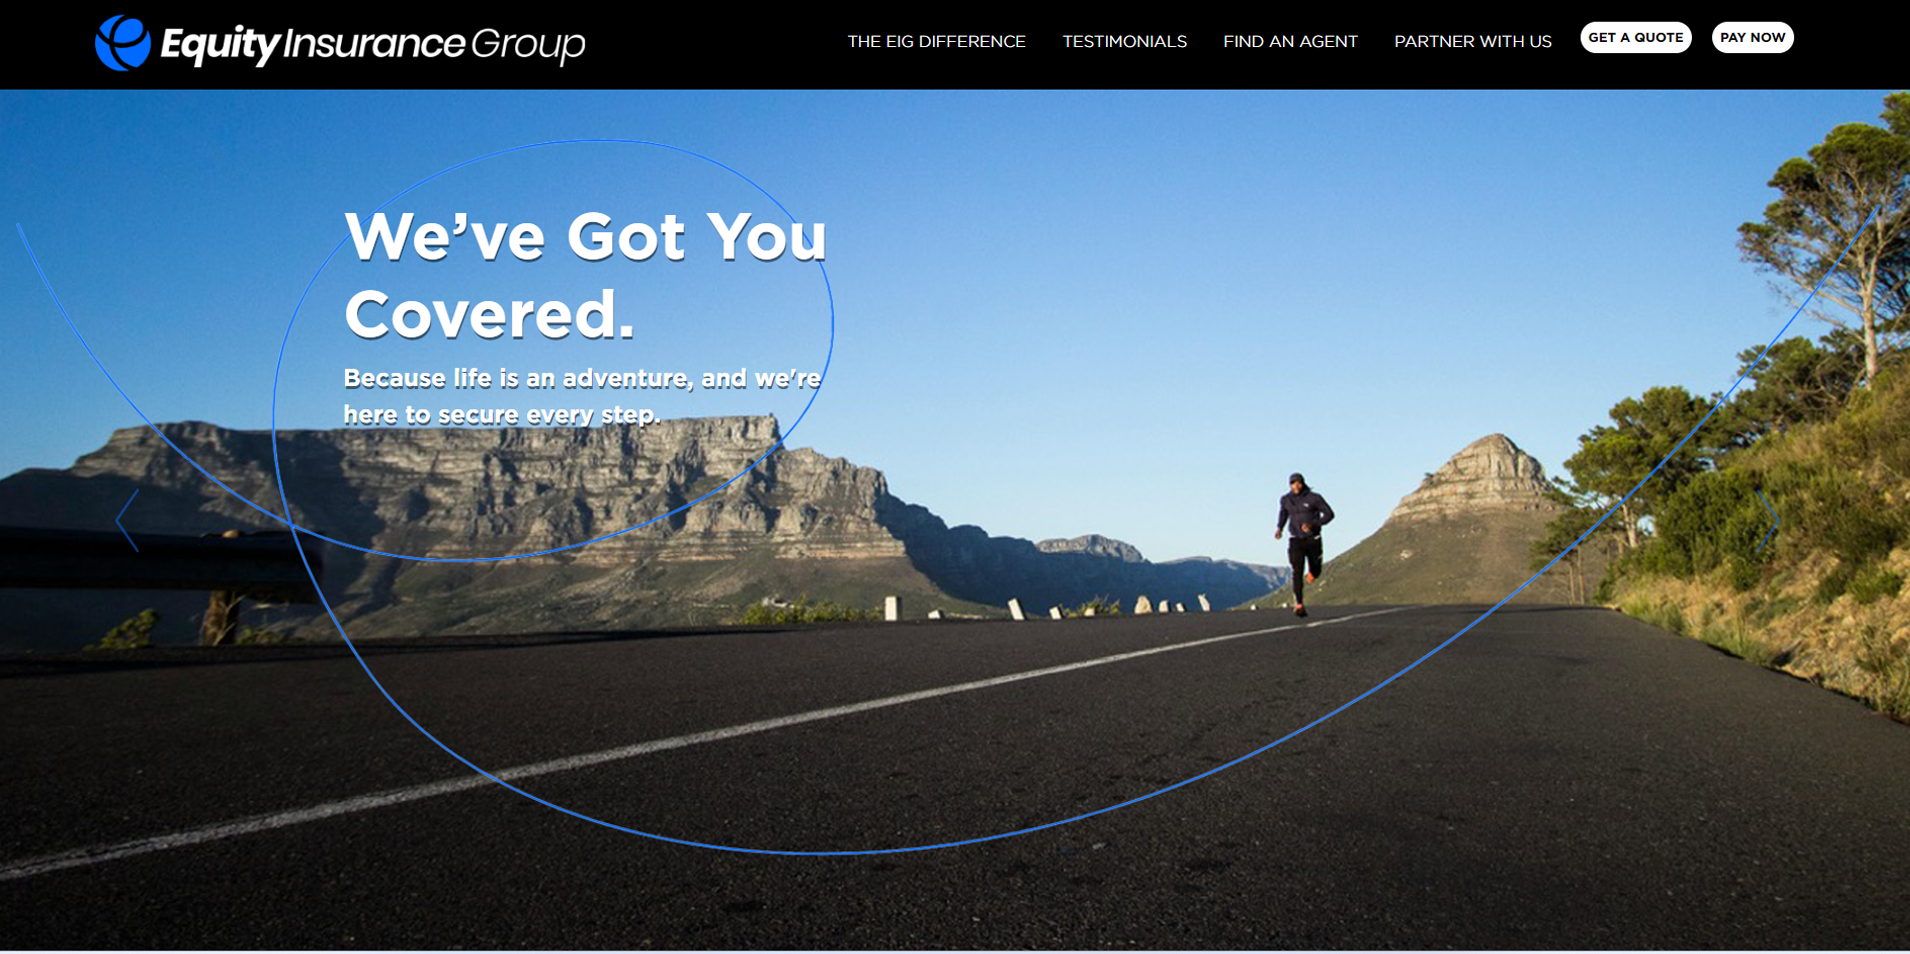 Equity Insurance Group
THE EIG DIFFERENCE
TESTIMONIALS
FIND AN AGENT
PARTNER WITH US
GET A QUOTE
PAY NOW
We’ve Got You
Covered.
Because life is an adventure, and we're
here to secure every step.